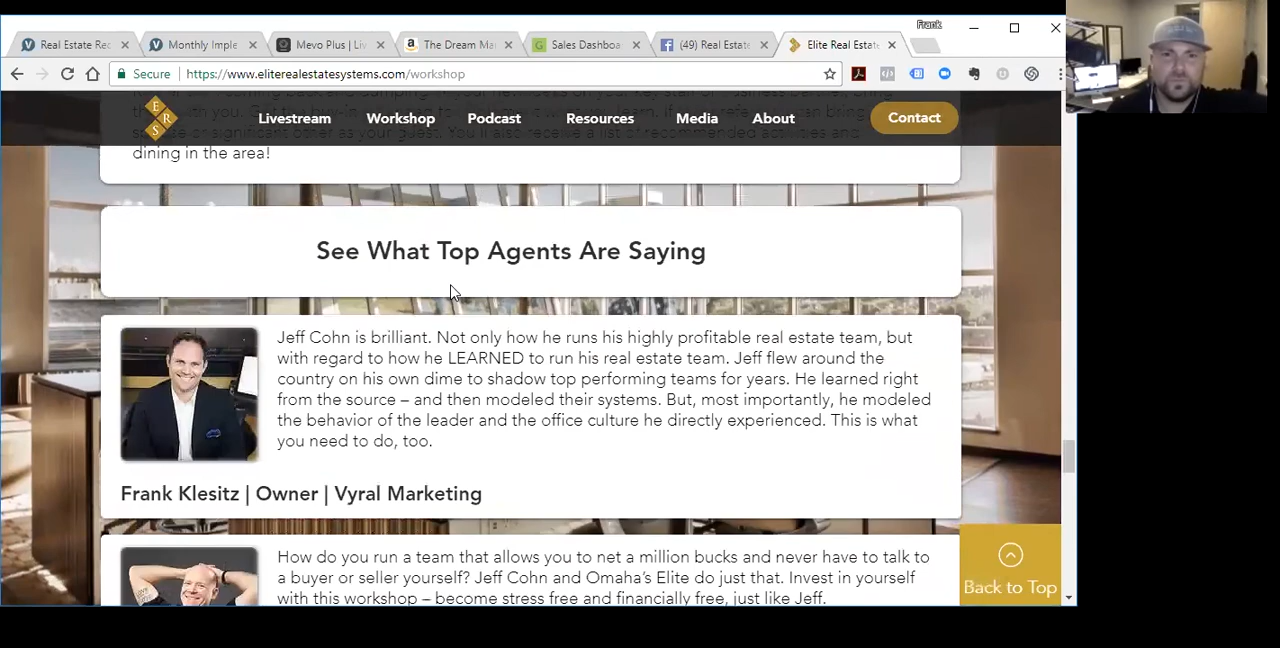 Frank
Real Estate Rec
Monthly Imple
Mevo Plus | Liv
The Dream Ma
Sales Dashboa
(49) Real Estate
Elite Real Estate
Secure
https://www.eliterealestatesystems.com/workshop
E
R
S
Livestream
Workshop
Podcast
Resources
Media
About
Contact
dining in the area!
See What Top Agents Are Saying
Jeff Cohn is brilliant. Not only how he runs his highly profitable real estate team, but
with regard to how he LEARNED to run his real estate team. Jeff flew around the
country on his own dime to shadow top performing teams for years. He learned right
from the source – and then modeled their systems. But, most importantly, he modeled
the behavior of the leader and the office culture he directly experienced. This is what
you need to do, too.
Frank Klesitz | Owner | Vyral Marketing
How do you run a team that allows you to net a million bucks and never have to talk to
a buyer or seller yourself? Jeff Cohn and Omaha's Elite do just that. Invest in yourself
with this workshop – become stress free and financially free, just like Jeff.
Back to Top